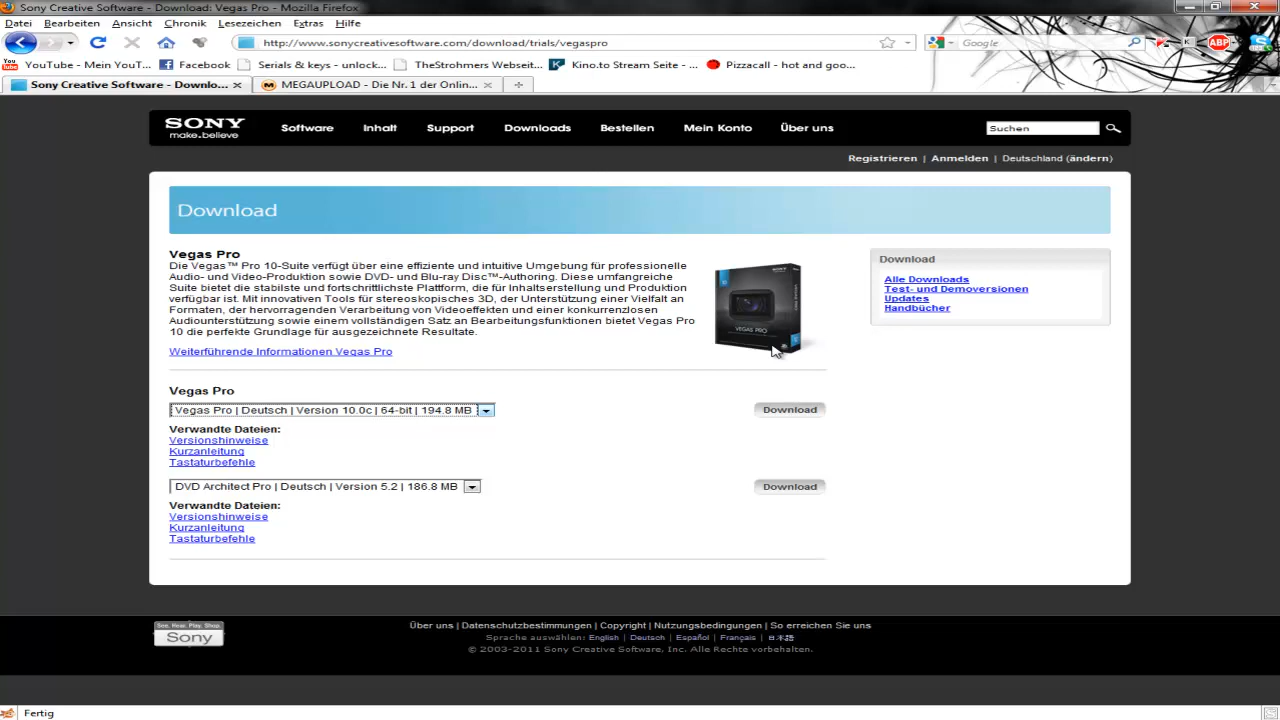 Sony Creative Software - Download: Vegas Pro - Mozilla Firefox
Datei Bearbeiten Ansicht Chronik Lesezeichen Extras Hilfe
http://www.sonycreativesoftware.com/download/trials/vegaspro
Google
ABP
YouTube - Mein YouT... Facebook Serials & keys - unlock... TheStrohmers Webseit... Kino.to Stream Seite - ... Pizzacall - hot and goo...
Sony Creative Software - Downlo... MEGAUPLOAD - Die Nr. 1 der Onlin...
SONY
make.believe
Software Inhalt Support Downloads Bestellen Mein Konto Über uns
Suchen
Registrieren | Anmelden | Deutschland (ändern)
Download
Vegas Pro
Die Vegas™ Pro 10-Suite verfügt über eine effiziente und intuitive Umgebung für professionelle
Audio- und Video-Produktion sowie DVD- und Blu-ray Disc™-Authoring. Diese umfangreiche
Suite bietet die stabilste und fortschrittlichste Plattform, die für Inhaltserstellung und Produktion
verfügbar ist. Mit innovativen Tools für stereoskopisches 3D, der Unterstützung einer Vielfalt an
Formaten, der hervorragenden Verarbeitung von Videoeffekten und einer konkurrenzlosen
Audiounterstützung sowie einem vollständigen Satz an Bearbeitungsfunktionen bietet Vegas Pro
10 die perfekte Grundlage für ausgezeichnete Resultate.
Weiterführende Informationen Vegas Pro
SONY
VEGAS PRO
Download
Alle Downloads
Test- und Demoversionen
Updates
Handbücher
Vegas Pro
Vegas Pro | Deutsch | Version 10.0c | 64-bit | 194.8 MB
Download
Verwandte Dateien:
Versionshinweise
Kurzanleitung
Tastaturbefehle
DVD Architect Pro | Deutsch | Version 5.2 | 186.8 MB
Download
Verwandte Dateien:
Versionshinweise
Kurzanleitung
Tastaturbefehle
See. Hear. Play. Shop.
Sony
Über uns | Datenschutzbestimmungen | Copyright | Nutzungsbedingungen | So erreichen Sie uns
Sprache auswählen: English | Deutsch | Español | Français | 日本語
© 2003-2011 Sony Creative Software, Inc. Alle Rechte vorbehalten.
Fertig